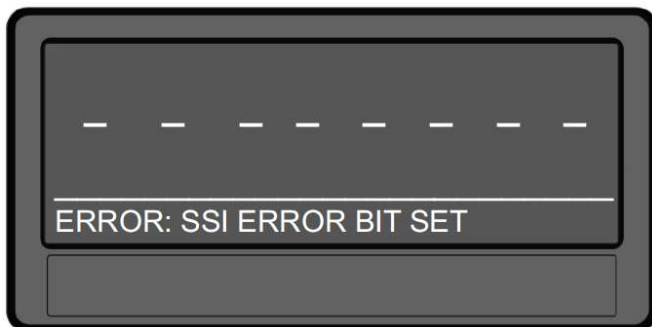 - - - - - - - -
ERROR: SSI ERROR BIT SET